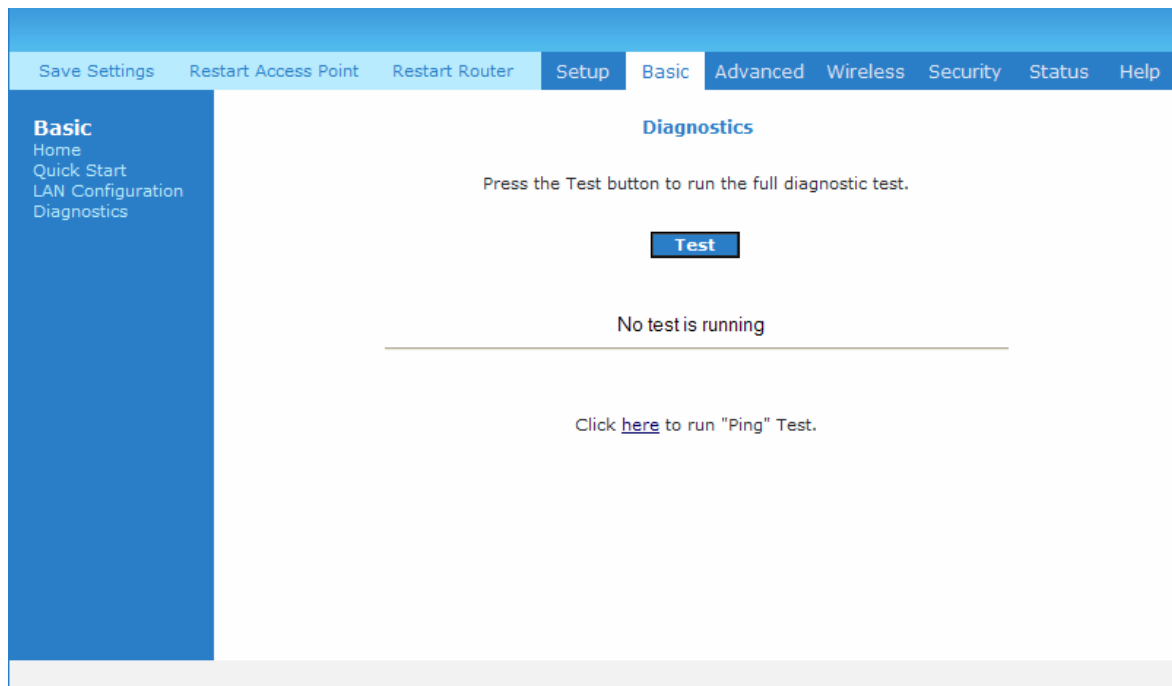 Save Settings Restart Access Point Restart Router Setup Basic Advanced Wireless Security Status Help
Basic
Home
Quick Start
LAN Configuration
Diagnostics
Diagnostics
Press the Test button to run the full diagnostic test.
Test
No test is running
Click here to run "Ping" Test.